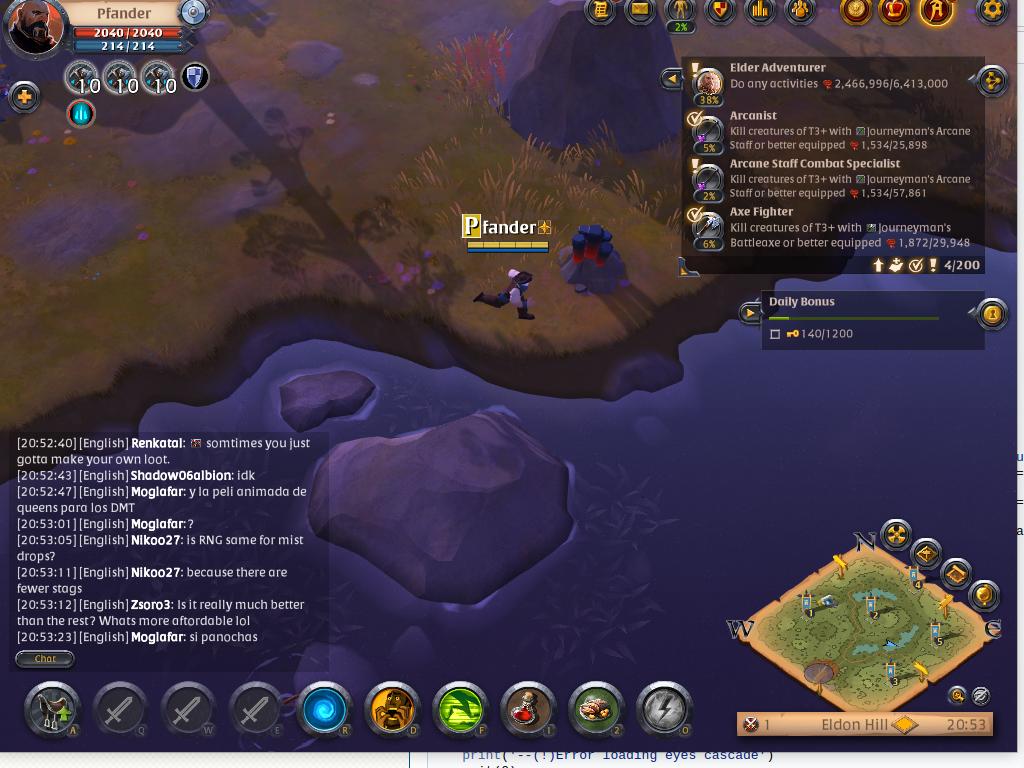 Pfander
2040 / 2040
214 / 214
10 10 10
2%
Elder Adventurer
Do any activities 2,466,996/6,413,000
38%
Arcanist
Kill creatures of T3+ with Journeyman's Arcane
Staff or better equipped 1,534/25,898
5%
Arcane Staff Combat Specialist
Kill creatures of T3+ with Journeyman's Arcane
Staff or better equipped 1,534/57,861
2%
Axe Fighter
Kill creatures of T3+ with Journeyman's
Battleaxe or better equipped 1,872/29,948
6%
4/200
Pfander
Daily Bonus
140/1200
[20:52:40] [English] Renkatal: somtimes you just
gotta make your own loot.
[20:52:43] [English] Shadow06albion: idk
[20:52:47] [English] Moglafar: y la peli animada de
queens para los DMT
[20:53:01] [English] Moglafar: ?
[20:53:05] [English] Nikoo27: is RNG same for mist
drops?
[20:53:11] [English] Nikoo27: because there are
fewer stags
[20:53:12] [English] Zsoro3: Is it really much better
than the rest? Whats more afortdable lol
[20:53:23] [English] Moglafar: si panochas
Chat
A Q W E R D F 1 2 O
N
W E
1 2 3 4 5
1 Eldon Hill 20:53
print('--(!)Error loading eyes cascade')